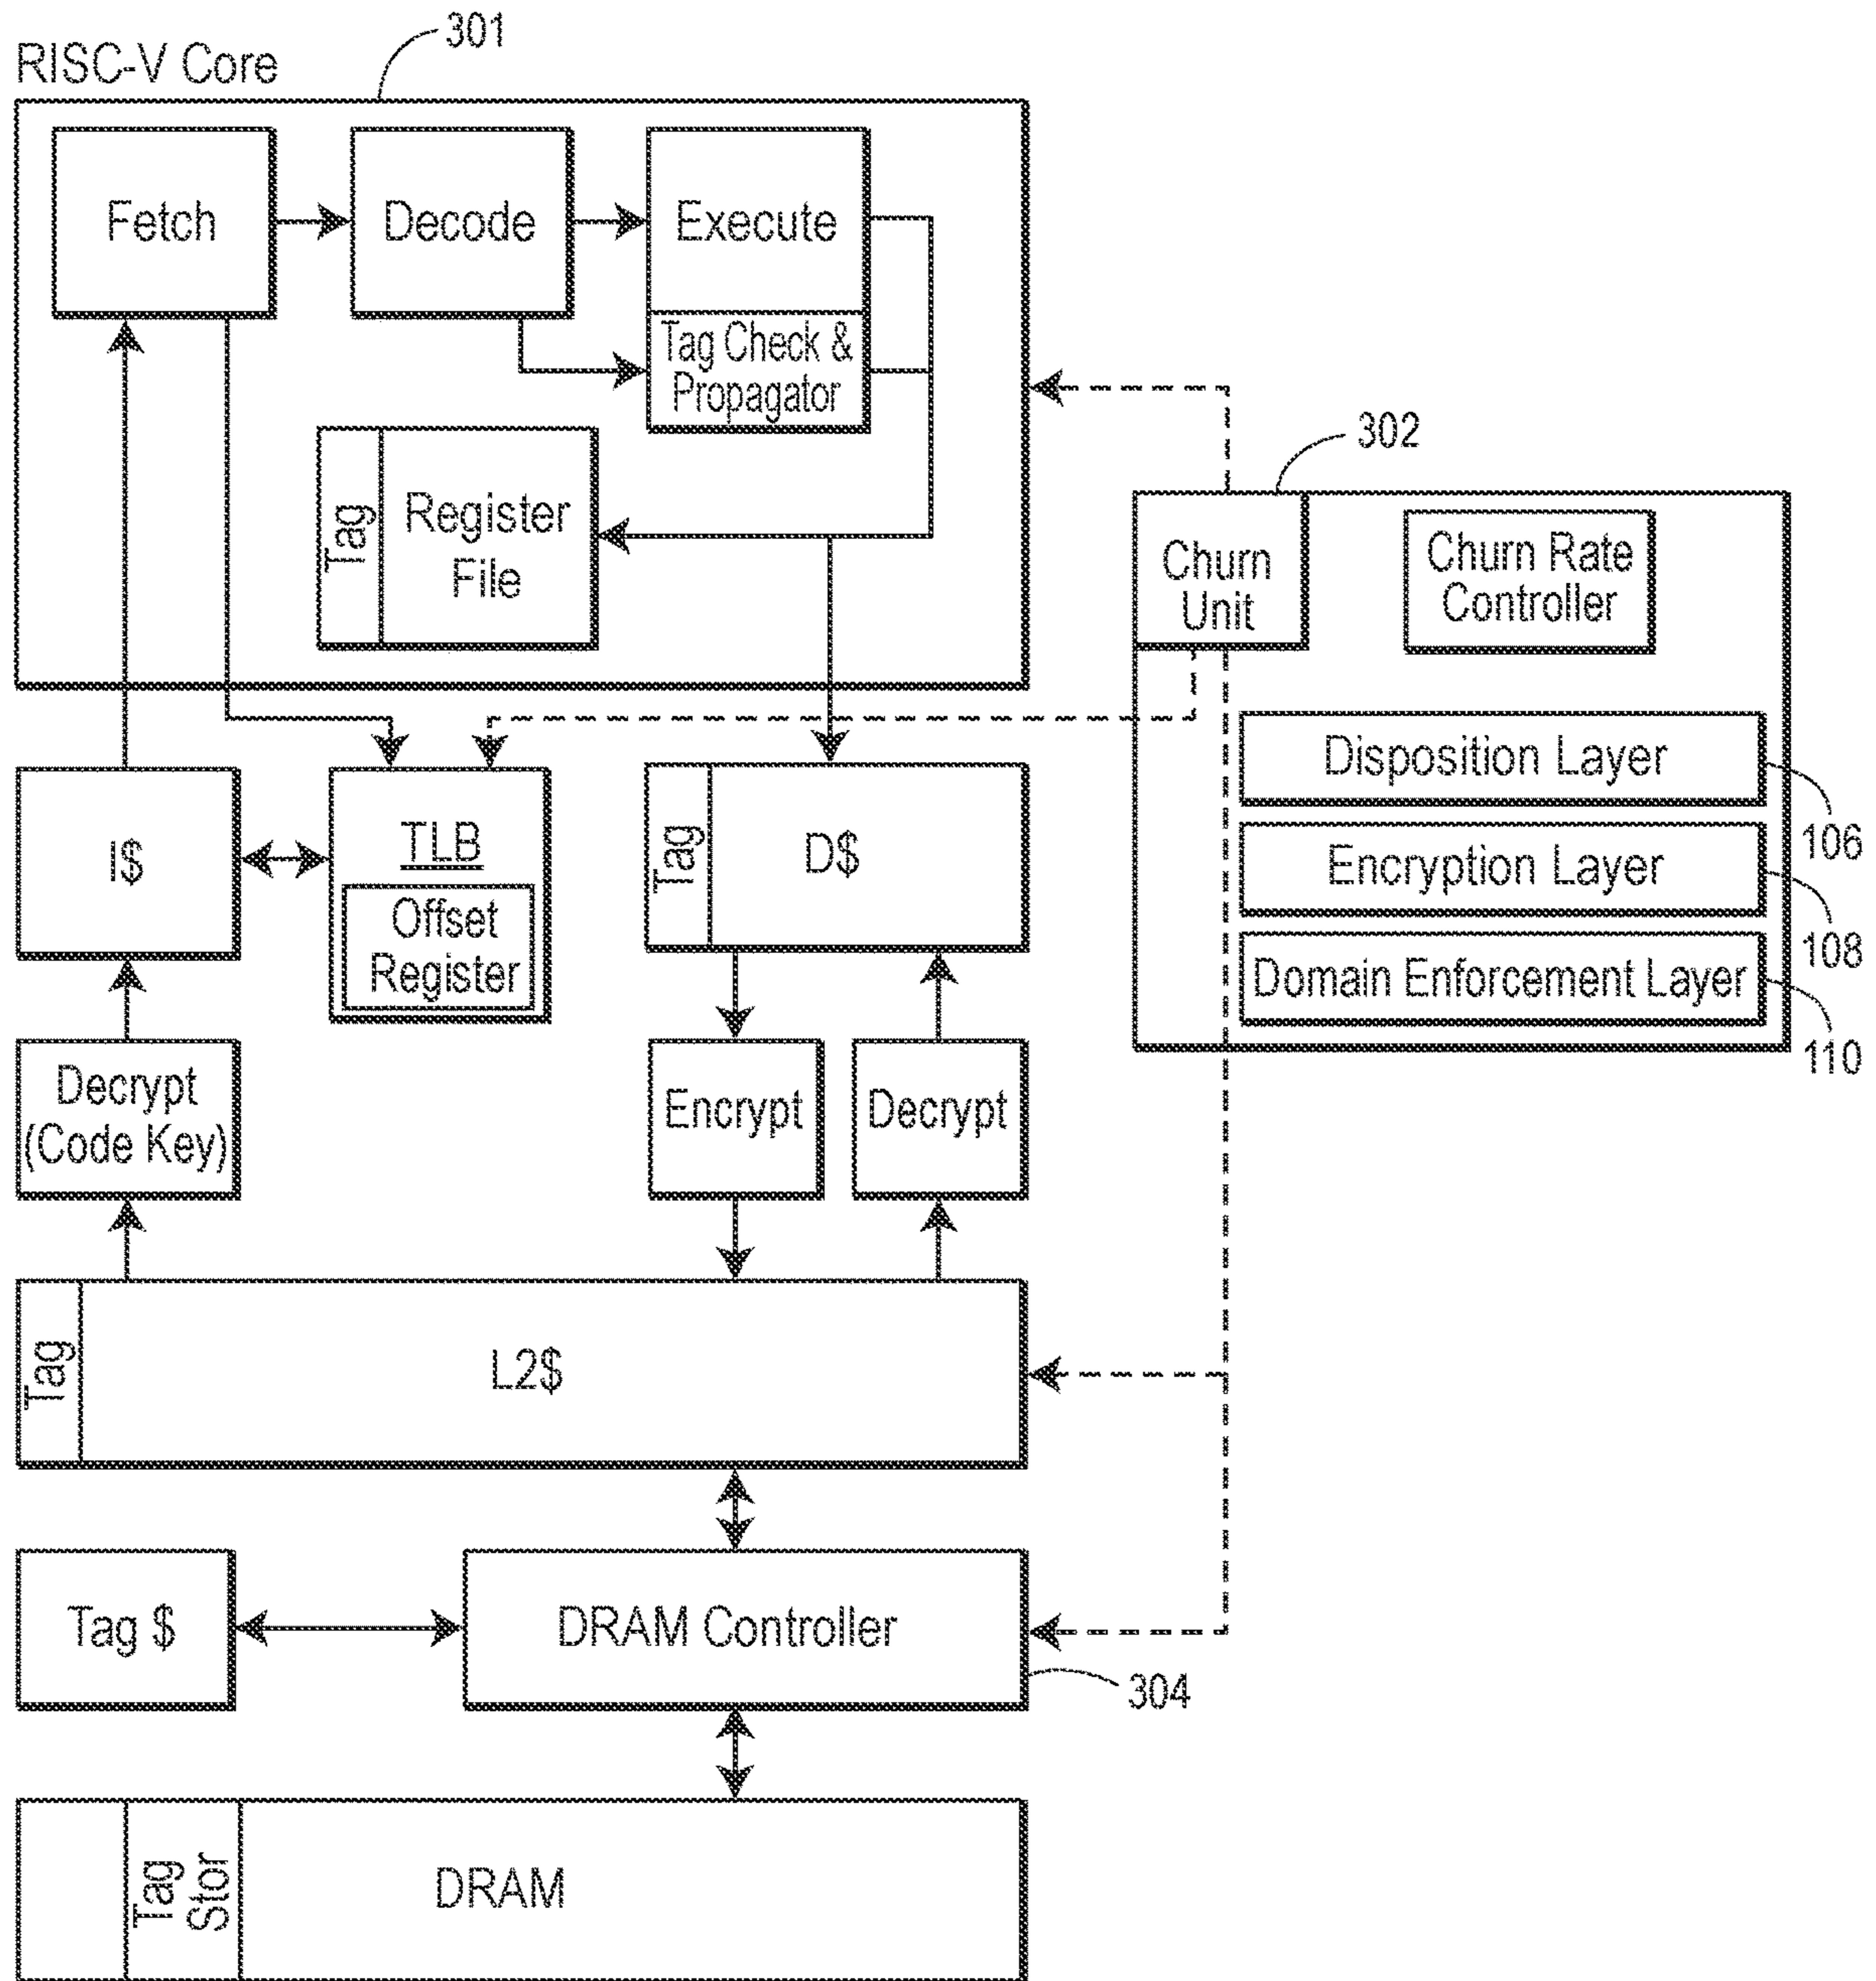 301
RISC-V Core
Fetch
Decode
Execute
Tag Check &
Propagator
Tag
Register
File
302
Churn
Unit
Churn Rate
Controller
Disposition Layer
106
Encryption Layer
108
Domain Enforcement Layer
110
I$
TLB
Offset
Register
Tag
D$
Decrypt
(Code Key)
Encrypt
Decrypt
Tag
L2$
Tag $
DRAM Controller
304
Tag
Stor
DRAM